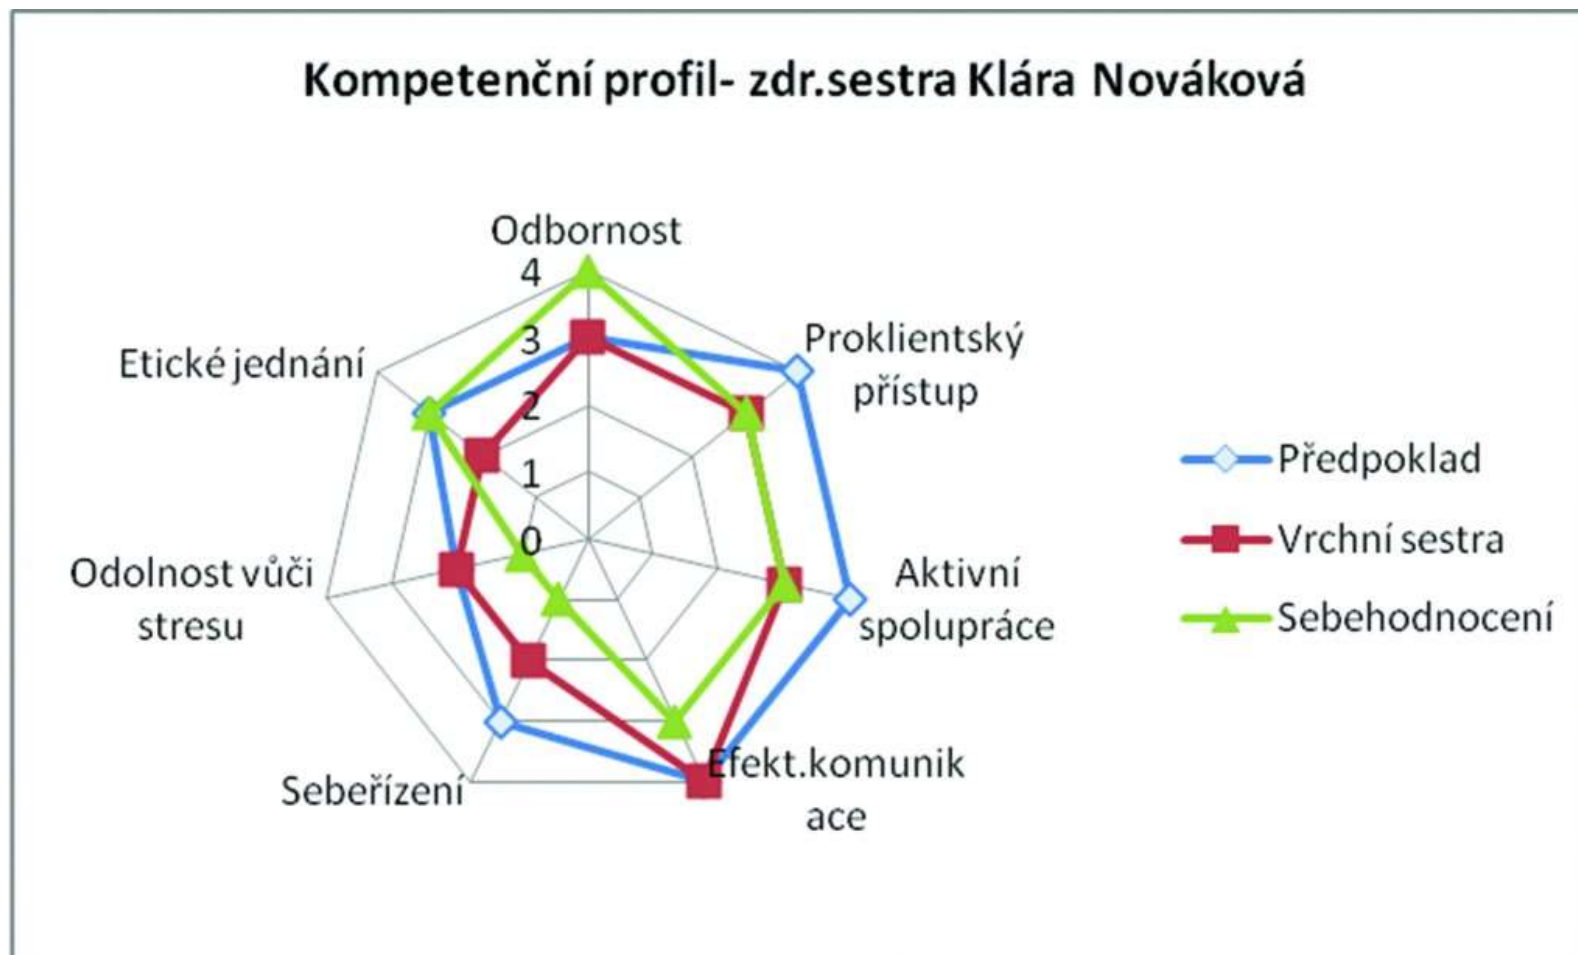 Kompetenční profil- zdr.sestra Klára Nováková
Odbornost
4
3
2
1
0
Proklientský
přístup
Aktivní
spolupráce
Efekt.komunik
ace
Sebeřízení
Odolnost vůči
stresu
Etické jednání
Předpoklad
Vrchní sestra
Sebehodnocení